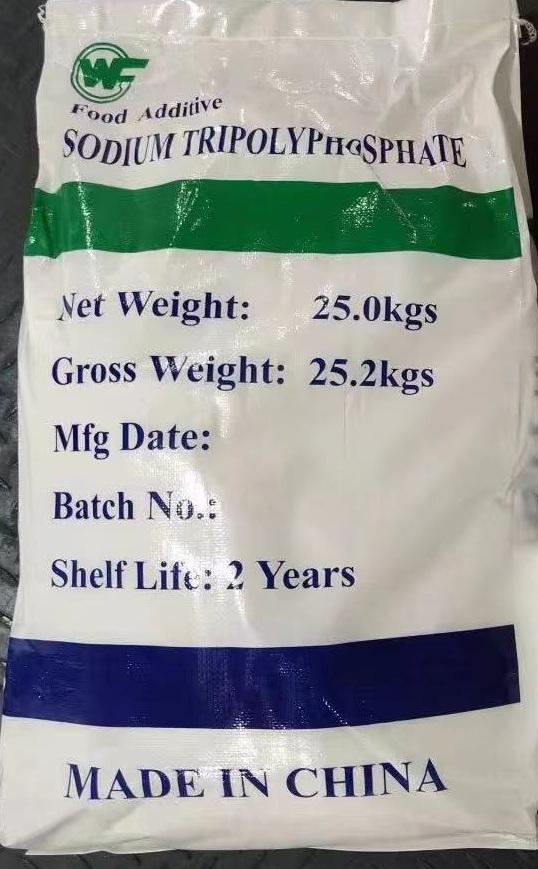 WF
Food Additive
SODIUM TRIPOLYPHOSPHATE
Net Weight: 25.0kgs
Gross Weight: 25.2kgs
Mfg Date:
Batch No.:
Shelf Life: 2 Years
MADE IN CHINA